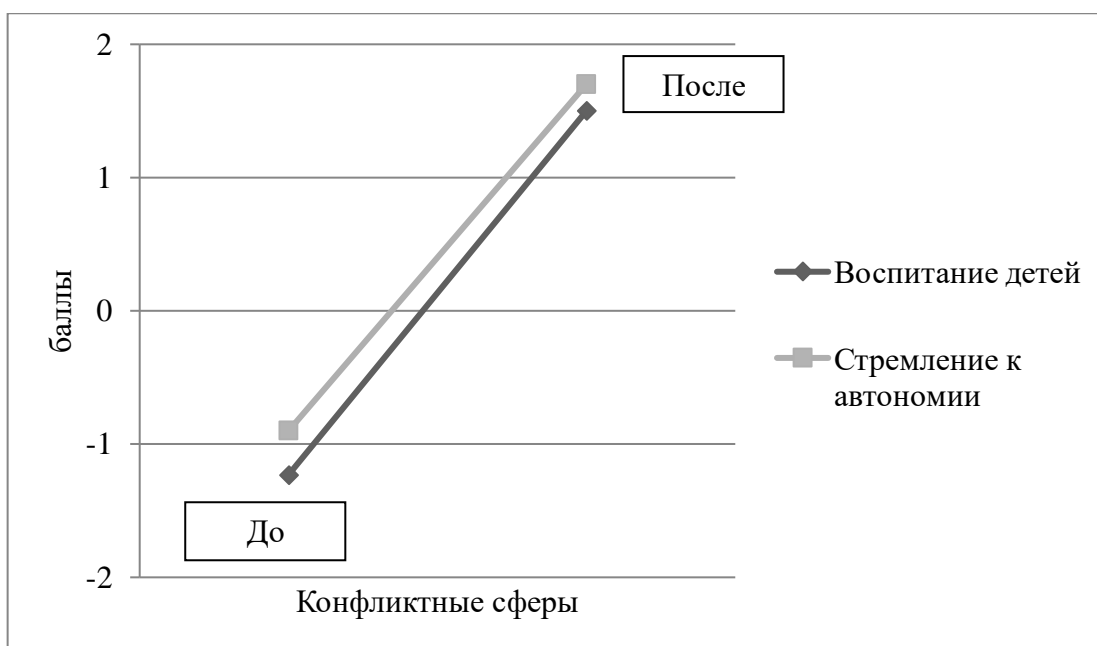 2
После
1
Воспитание детей
0
баллы
Стремление к
автономии
-1
До
-2
Конфликтные сферы